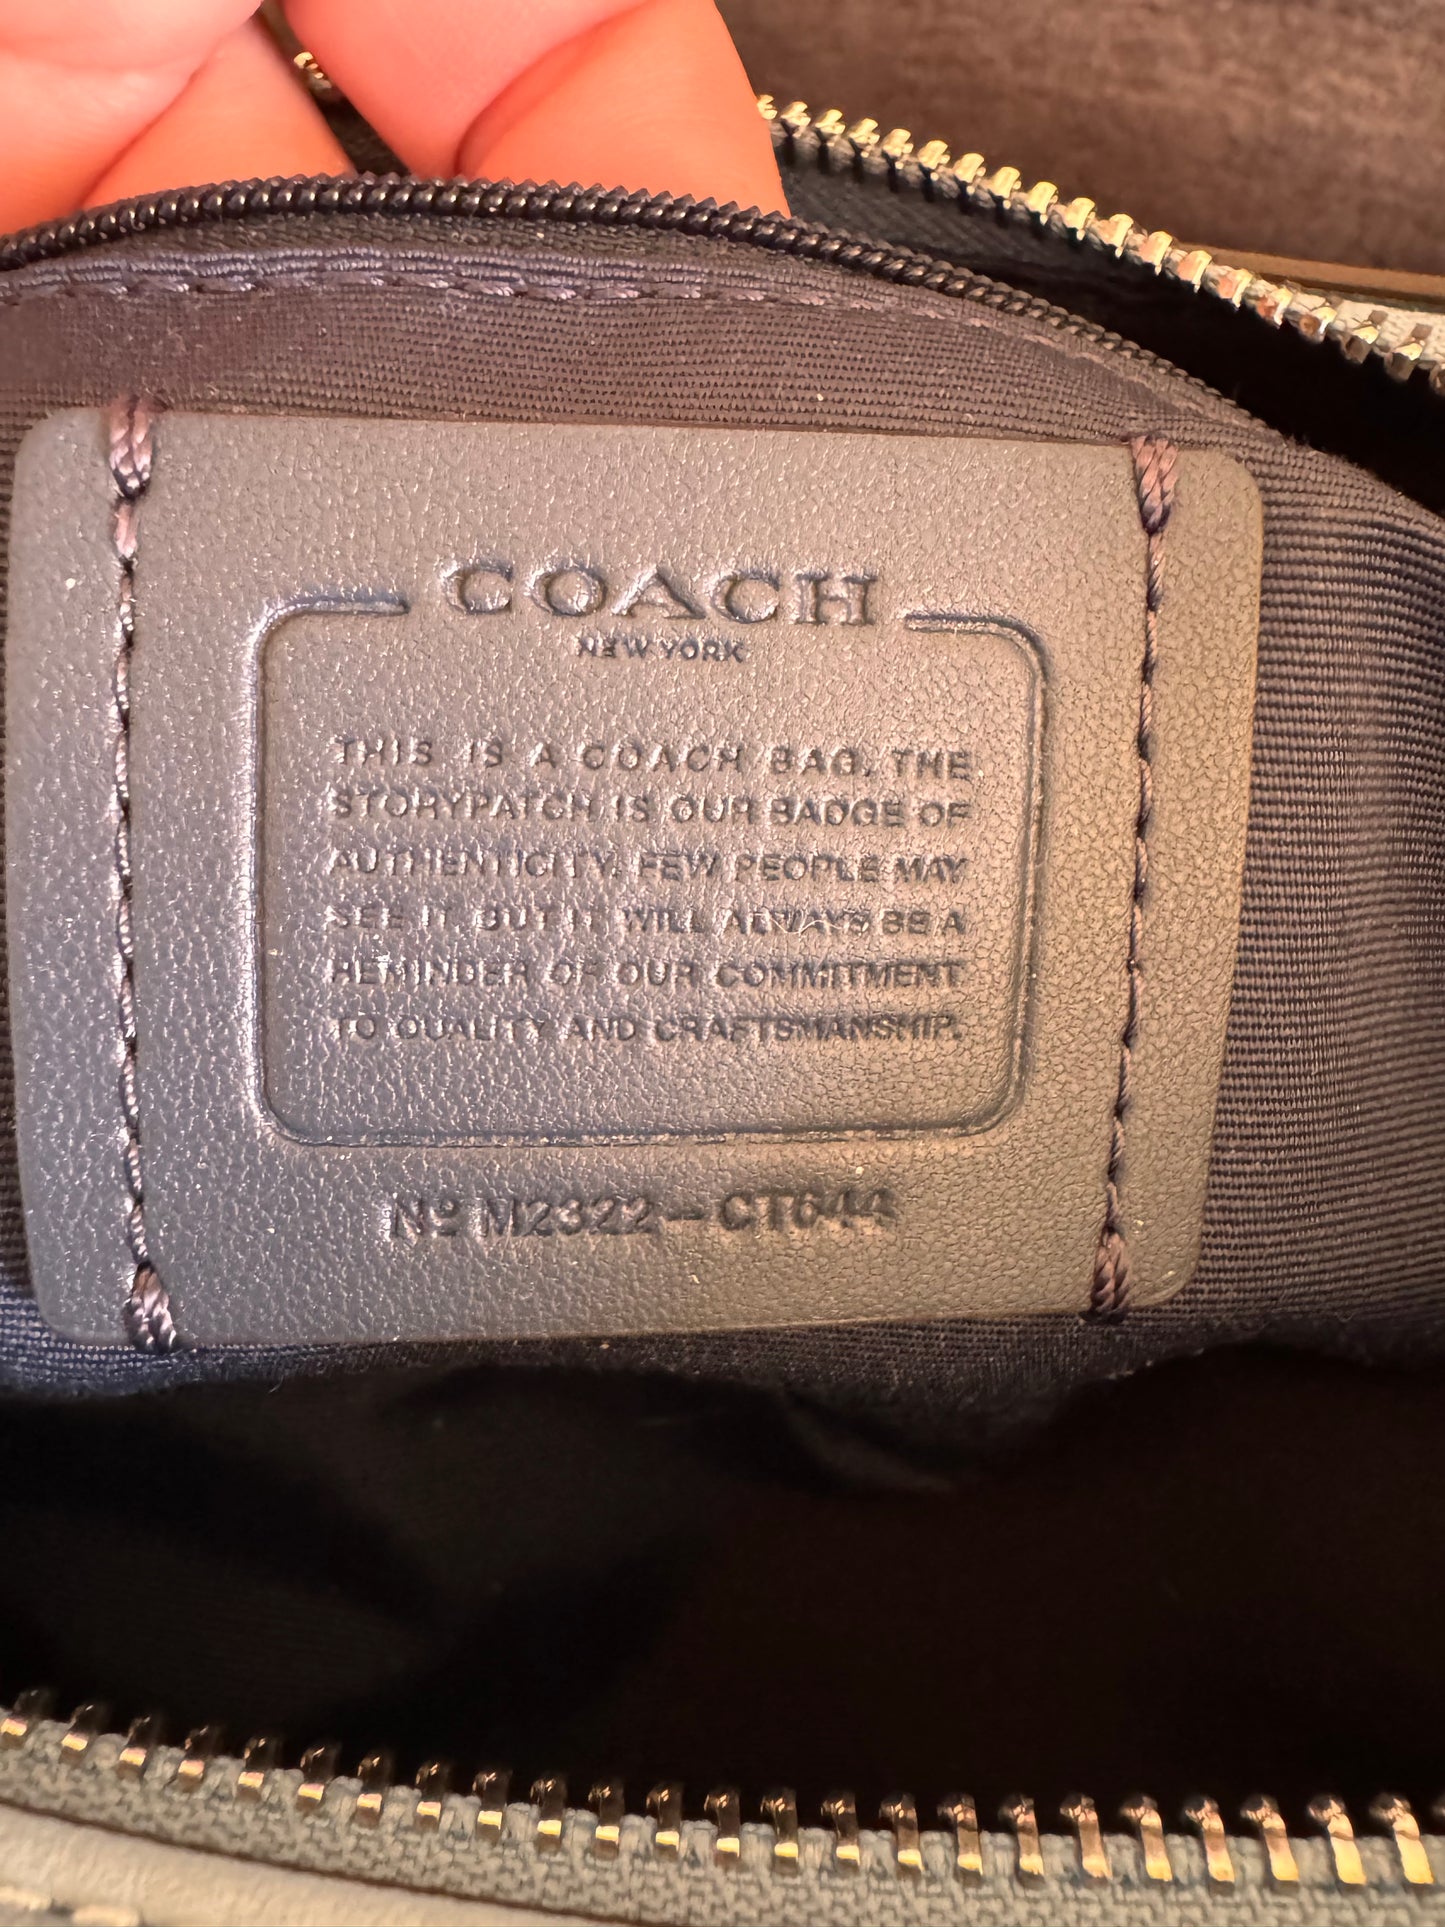 COACH
NEW YORK
THIS IS A COACH BAG. THE
STORYPATCH IS OUR BADGE OF
AUTHENTICITY. FEW PEOPLE MAY
SEE IT, BUT IT WILL ALWAYS BE A
REMINDER OF OUR COMMITMENT
TO QUALITY AND CRAFTSMANSHIP.
Nº M2322-CT644